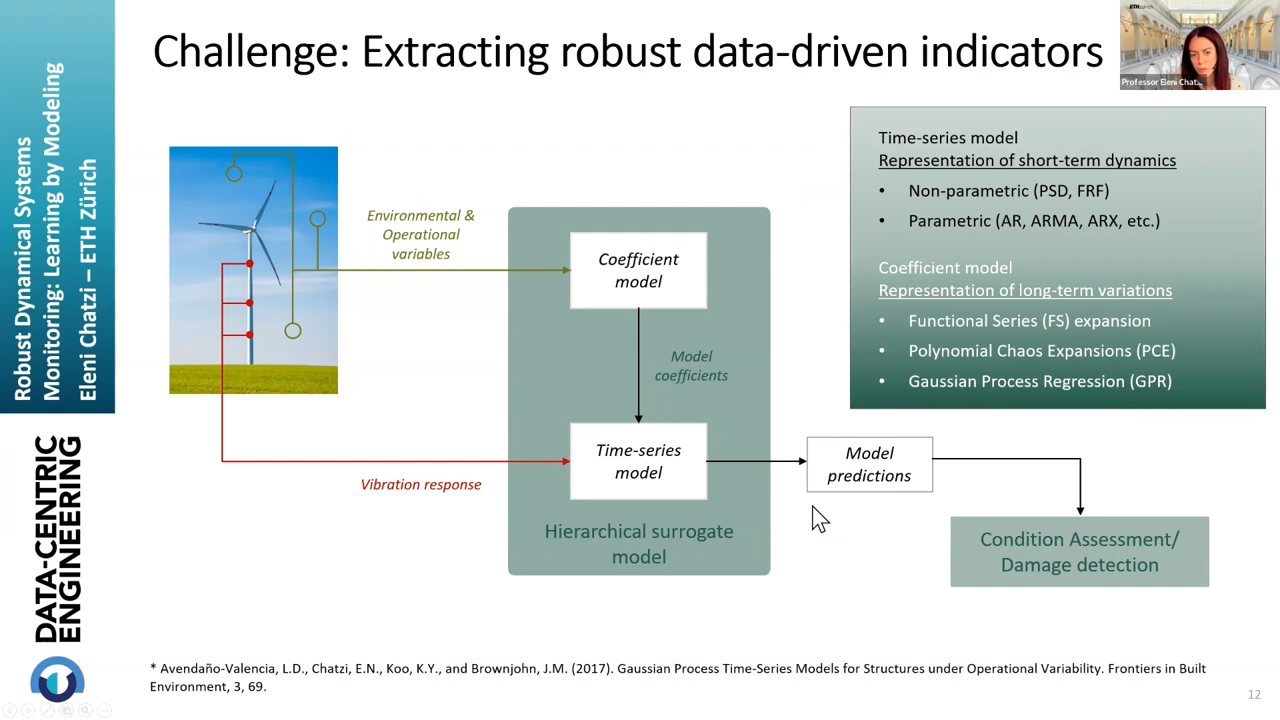 Challenge: Extracting robust data-driven indicators
ETH zürich
Professor Eleni Chat...
Robust Dynamical Systems
Monitoring: Learning by Modeling
Eleni Chatzi – ETH Zürich
DATA-CENTRIC
ENGINEERING
Environmental &
Operational
variables
Vibration response
Coefficient
model
Model
coefficients
Time-series
model
Hierarchical surrogate
model
Model
predictions
Condition Assessment/
Damage detection
Time-series model
Representation of short-term dynamics
• Non-parametric (PSD, FRF)
• Parametric (AR, ARMA, ARX, etc.)
Coefficient model
Representation of long-term variations
• Functional Series (FS) expansion
• Polynomial Chaos Expansions (PCE)
• Gaussian Process Regression (GPR)
* Avendaño-Valencia, L.D., Chatzi, E.N., Koo, K.Y., and Brownjohn, J.M. (2017). Gaussian Process Time-Series Models for Structures under Operational Variability. Frontiers in Built
Environment, 3, 69.
12